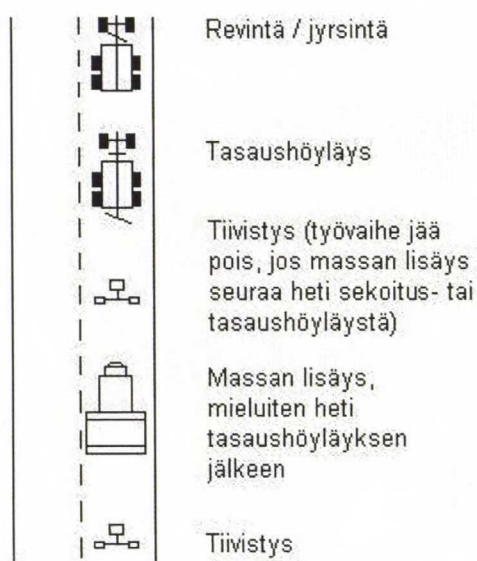 Revintä / jyrsintä
Tasaushöyläys
Tiivistys (työvaihe jää
pois, jos massan lisäys
seuraa heti sekoitus- tai
tasaushöyläystä)
Massan lisäys,
mieluiten heti
tasaushöyläyksen
jälkeen
Tiivistys